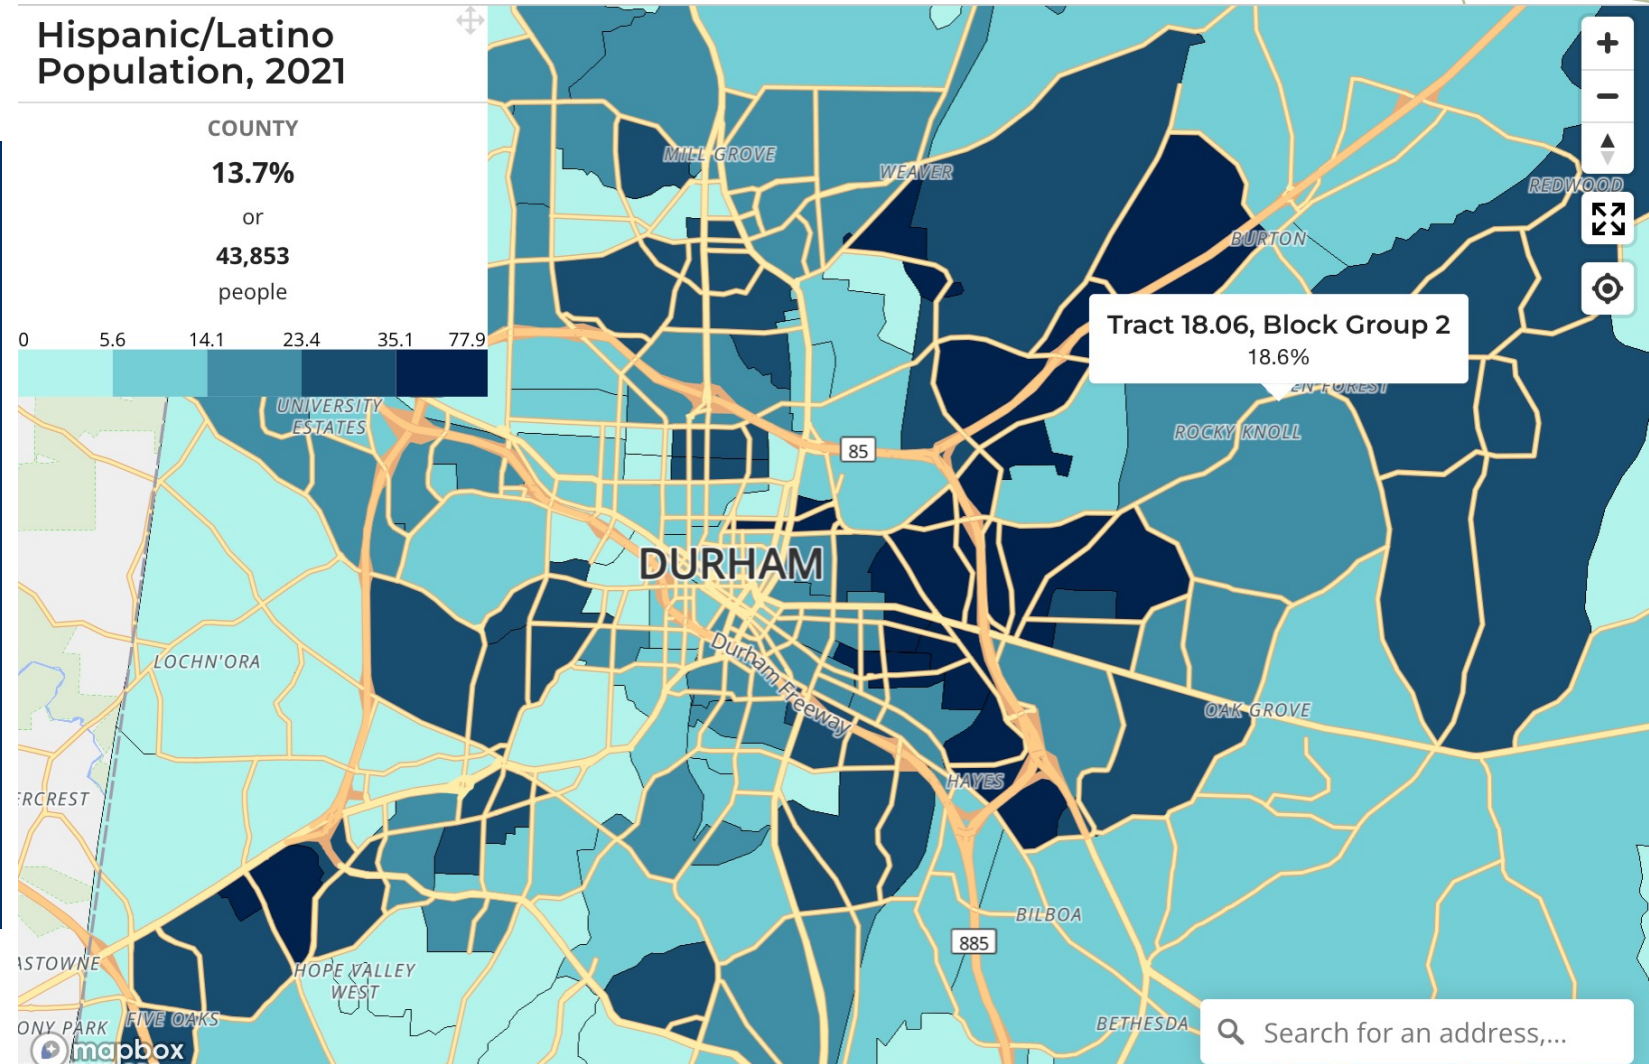 Hispanic/Latino
Population, 2021
COUNTY
13.7%
or
43,853
people
0 5.6 14.1 23.4 35.1 77.9
MILL GROVE
WEAVER
REDWOOD
BURTON
Tract 18.06, Block Group 2
18.6%
EN FOREST
UNIVERSITY
ESTATES
ROCKY KNOLL
85
DURHAM
Durham Freeway
LOCHN'ORA
OAK GROVE
HAYES
ERCREST
BILBOA
885
ASTOWNE
HOPE VALLEY
WEST
FIVE OAKS
ONY PARK
BETHESDA
mapbox
Search for an address,...